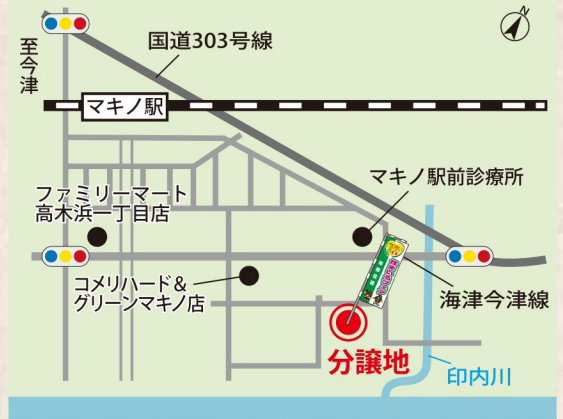 N
国道303号線
至今津
マキノ駅
マキノ駅前診療所
ファミリーマート
高木浜一丁目店
コメリハード&
グリーンマキノ店
海津今津線
分譲地
印内川